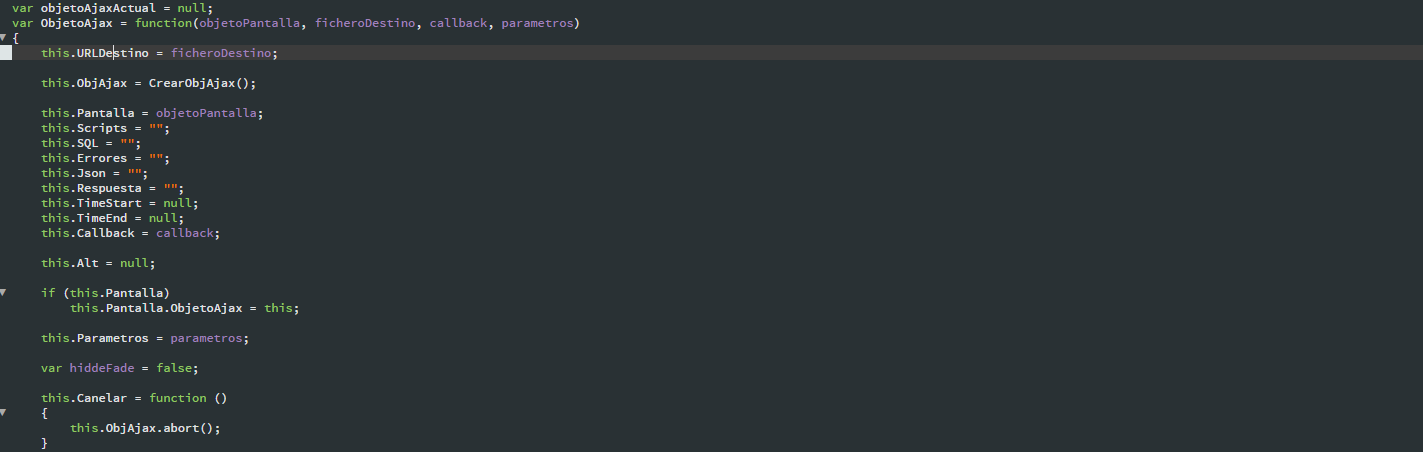 var objetoAjaxActual = null;
var ObjetoAjax = function(objetoPantalla, ficheroDestino, callback, parametros)
{
    this.URLDestino = ficheroDestino;

    this.ObjAjax = CrearObjAjax();

    this.Pantalla = objetoPantalla;
    this.Scripts = "";
    this.SQL = "";
    this.Errores = "";
    this.Json = "";
    this.Respuesta = "";
    this.TimeStart = null;
    this.TimeEnd = null;
    this.Callback = callback;

    this.Alt = null;

    if (this.Pantalla)
        this.Pantalla.ObjetoAjax = this;

    this.Parametros = parametros;

    var hiddeFade = false;

    this.Canelar = function ()
    {
        this.ObjAjax.abort();
    }